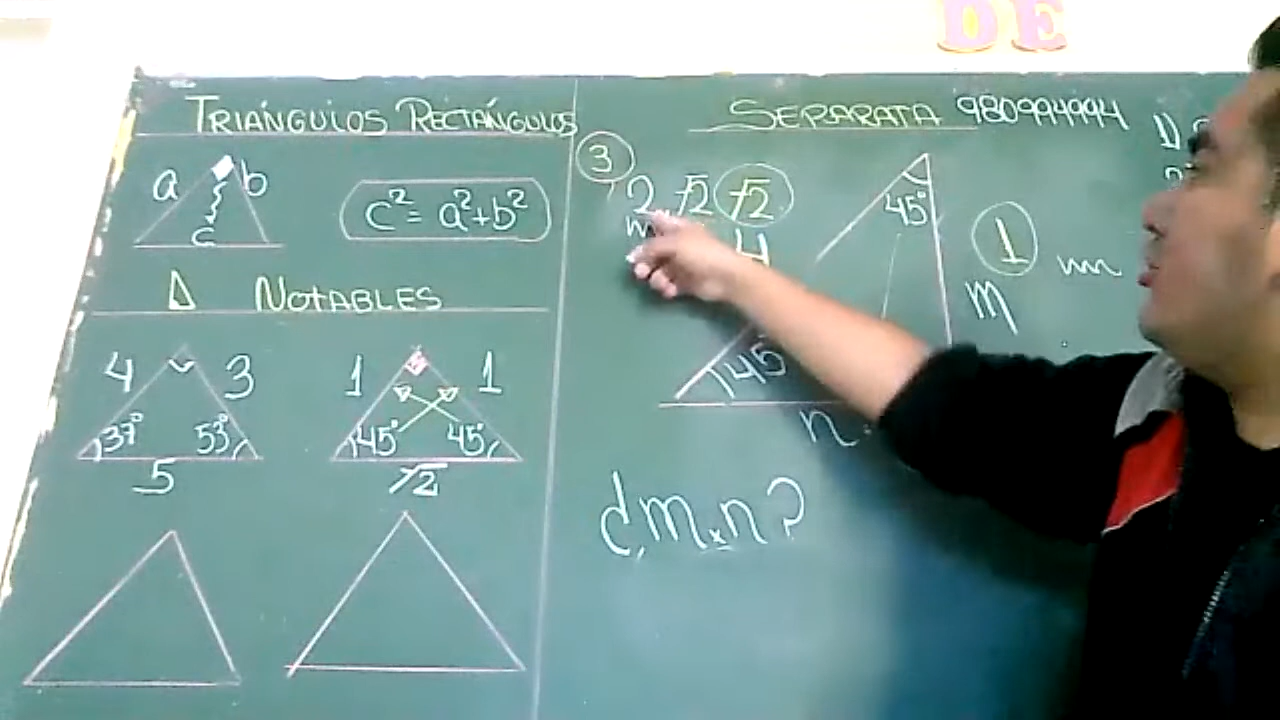 DE
TRIÁNGULOS RECTÁNGULOS
a b
c
c² = a² + b²
Δ NOTABLES
4 3
37° 53°
5
1 1
45° 45°
√2
SEPARATA 980994994
3
2 √2 √2
4
45°
1
m
45°
n
¿m×n?